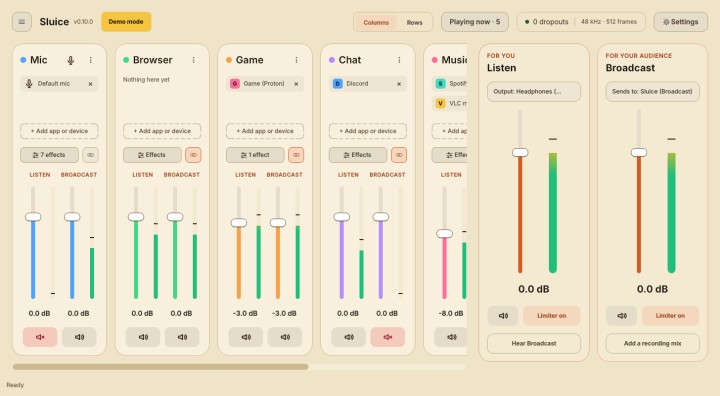 Sluice v0.10.0 Demo mode Columns Rows Playing now · 5 0 dropouts 48 kHz · 512 frames Settings
Mic
Default mic ×
+ Add app or device
7 effects
LISTEN BROADCAST
0.0 dB 0.0 dB
Browser
Nothing here yet
+ Add app or device
Effects
LISTEN BROADCAST
0.0 dB 0.0 dB
Game
G Game (Proton) ×
+ Add app or device
1 effect
LISTEN BROADCAST
-3.0 dB -3.0 dB
Chat
D Discord ×
+ Add app or device
Effects
LISTEN BROADCAST
0.0 dB 0.0 dB
Music
S Spotif
V VLC m
+ Add
Effec
LISTEN
-8.0 dB
FOR YOU
Listen
Output: Headphones (...
0.0 dB
Limiter on
Hear Broadcast
FOR YOUR AUDIENCE
Broadcast
Sends to: Sluice (Broadcast)
0.0 dB
Limiter on
Add a recording mix
Ready